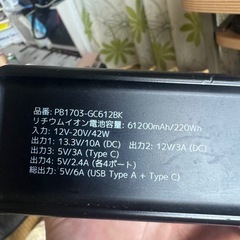 品番: PB1703-GC612BK
リチウムイオン電池容量: 61200mAh/220Wh
入力: 12V-20V/42W
出力1: 13.3V/10A (DC)　出力2: 12V/3A (DC)
出力3: 5V/3A (Type C)
出力4: 5V/2.4A (各4ポート)
総出力: 5V/6A (USB Type A + Type C)